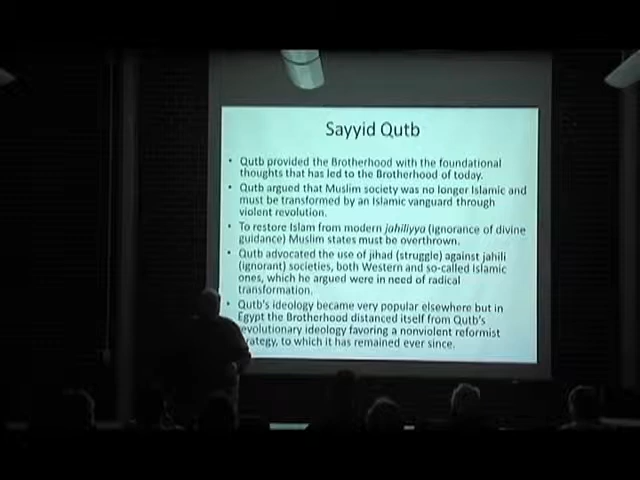 Sayyid Qutb
• Qutb provided the Brotherhood with the foundational
thoughts that has led to the Brotherhood of today.
• Qutb argued that Muslim society was no longer Islamic and
must be transformed by an Islamic vanguard through
violent revolution.
• To restore Islam from modern jahiliyya (ignorance of divine
guidance) Muslim states must be overthrown.
• Qutb advocated the use of jihad (struggle) against jahili
(ignorant) societies, both Western and so-called Islamic
ones, which he argued were in need of radical
transformation.
• Qutb's ideology became very popular elsewhere but in
Egypt the Brotherhood distanced itself from Qutb's
evolutionary ideology favoring a nonviolent reformist
rategy, to which it has remained ever since.